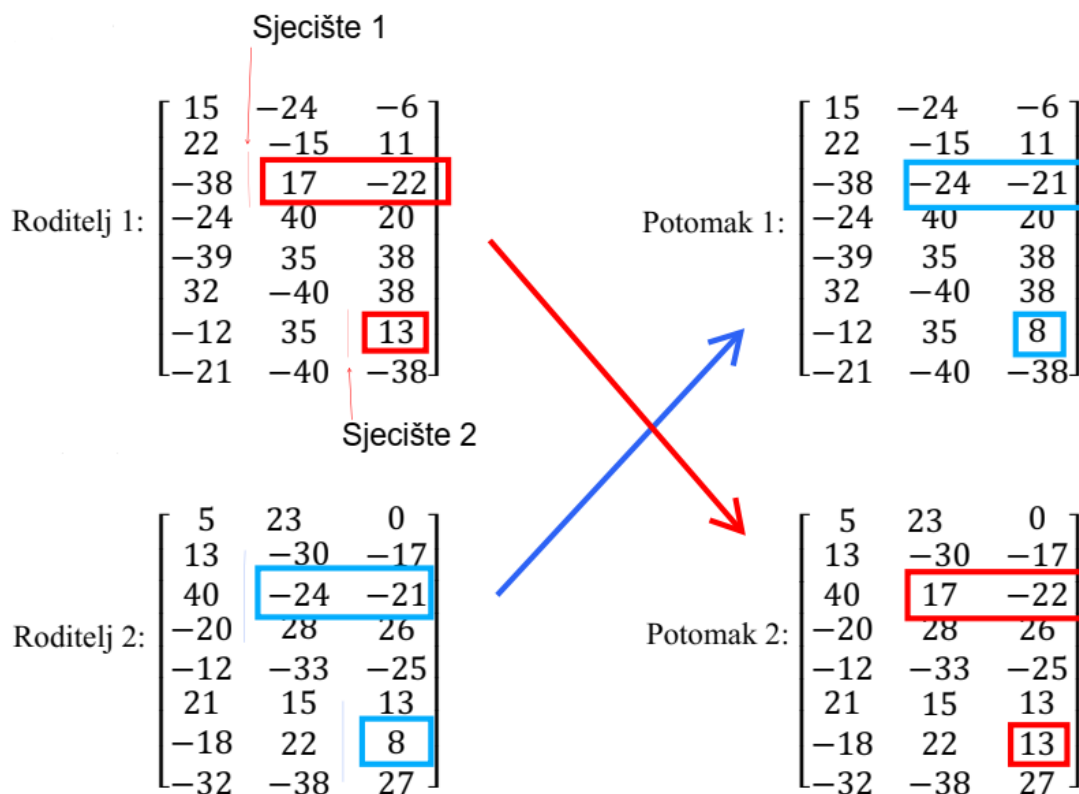 Sjecište 1
Roditelj 1:
15 −24 −6
22 −15 11
−38 17 −22
−24 40 20
−39 35 38
32 −40 38
−12 35 13
−21 −40 −38
Sjecište 2
Potomak 1:
15 −24 −6
22 −15 11
−38 −24 −21
−24 40 20
−39 35 38
32 −40 38
−12 35 8
−21 −40 −38
Roditelj 2:
5 23 0
13 −30 −17
40 −24 −21
−20 28 26
−12 −33 −25
21 15 13
−18 22 8
−32 −38 27
Potomak 2:
5 23 0
13 −30 −17
40 17 −22
−20 28 26
−12 −33 −25
21 15 13
−18 22 13
−32 −38 27